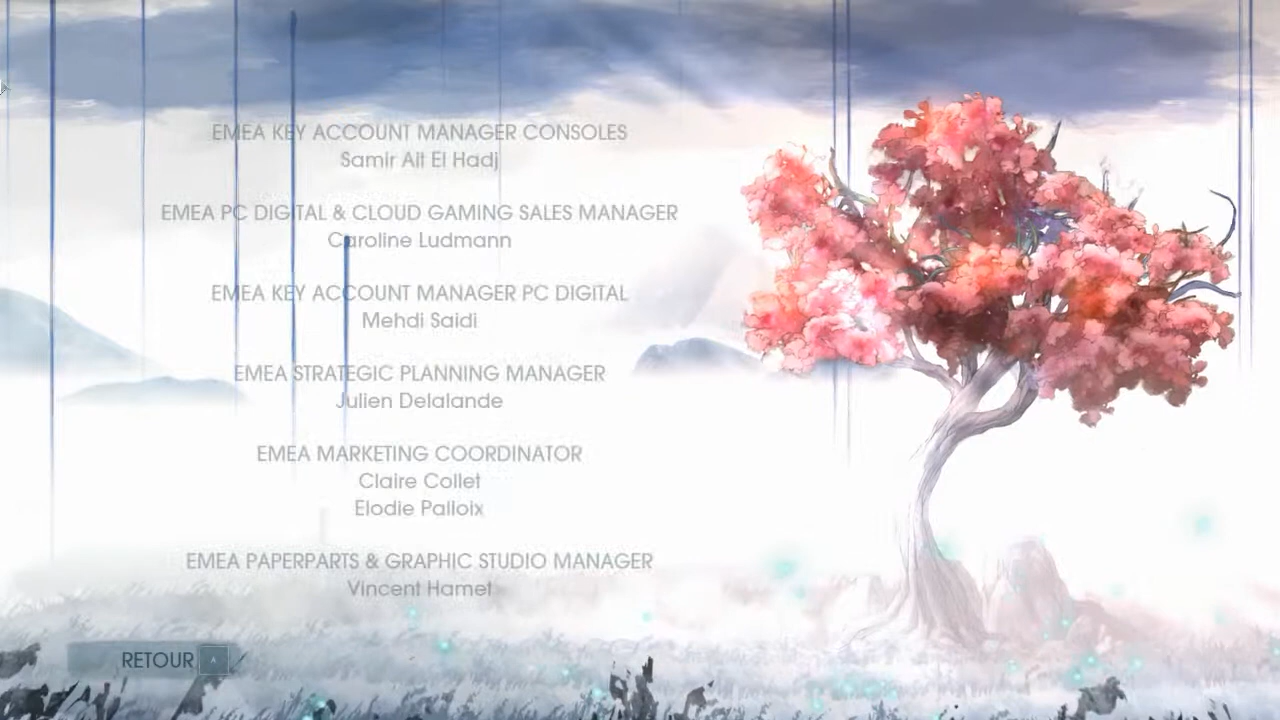 EMEA KEY ACCOUNT MANAGER CONSOLES
Samir Ait El Hadj
EMEA PC DIGITAL & CLOUD GAMING SALES MANAGER
Caroline Ludmann
EMEA KEY ACCOUNT MANAGER PC DIGITAL
Mehdi Saidi
EMEA STRATEGIC PLANNING MANAGER
Julien Delalande
EMEA MARKETING COORDINATOR
Claire Collet
Elodie Palloix
EMEA PAPERPARTS & GRAPHIC STUDIO MANAGER
Vincent Hamet
RETOUR